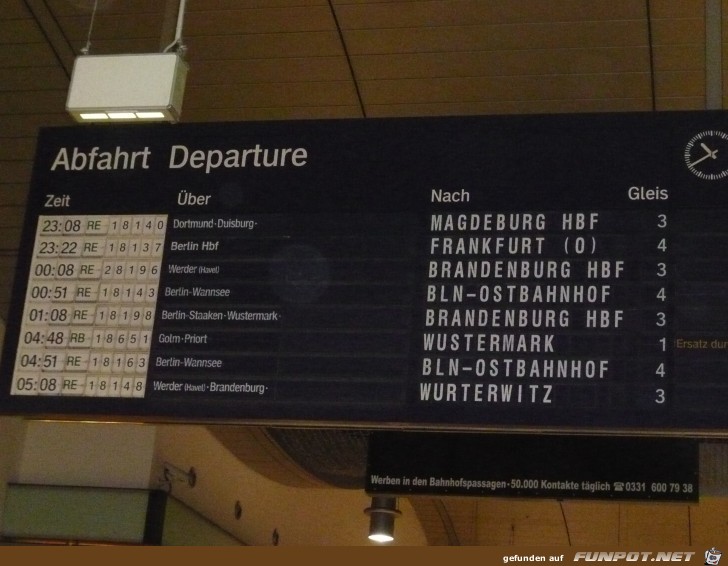 Abfahrt Departure
Zeit Über Nach Gleis
23:08 RE 18140 Dortmund-Duisburg- MAGDEBURG HBF 3
23:22 RE 18137 Berlin Hbf FRANKFURT (O) 4
00:08 RE 28196 Werder (Havel) BRANDENBURG HBF 3
00:51 RE 18143 Berlin-Wannsee BLN-OSTBAHNHOF 4
01:08 RE 18198 Berlin-Staaken-Wustermark- BRANDENBURG HBF 3
04:48 RB 18651 Golm-Priort WUSTERMARK 1 Ersatz dur
04:51 RE 18163 Berlin-Wannsee BLN-OSTBAHNHOF 4
05:08 RE 18148 Werder (Havel)-Brandenburg- WURTERWITZ 3
Werben in den Bahnhofspassagen-50.000 Kontakte täglich ☎0331 600 79 38
gefunden auf FUNPOT.NET